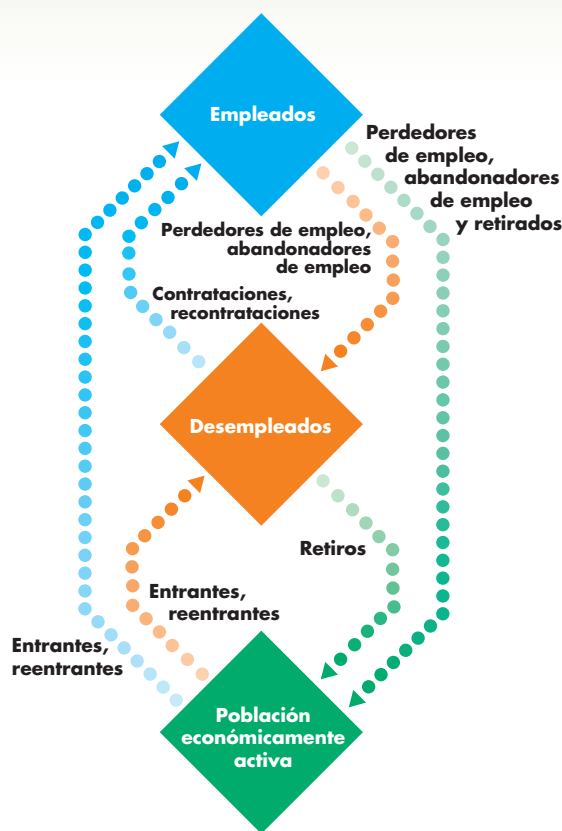 Empleados
Perdedores
de empleo,
abandonadores
de empleo
y retirados
Perdedores de empleo,
abandonadores
de empleo
Contrataciones,
recontrataciones
Desempleados
Retiros
Entrantes,
reentrantes
Entrantes,
reentrantes
Población
económicamente
activa